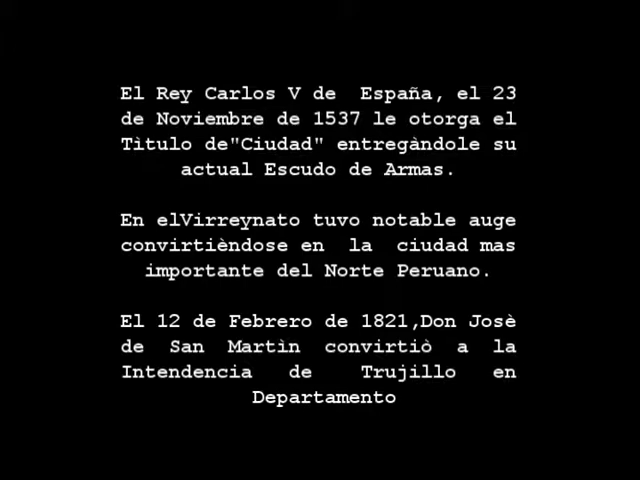 El Rey Carlos V de  España, el 23
de Noviembre de 1537 le otorga el
Tìtulo de"Ciudad" entregàndole su
actual Escudo de Armas.
En elVirreynato tuvo notable auge
convirtièndose en  la  ciudad mas
importante del Norte Peruano.
El 12 de Febrero de 1821,Don Josè
de San Martìn convirtiò a la
Intendencia de Trujillo en
Departamento